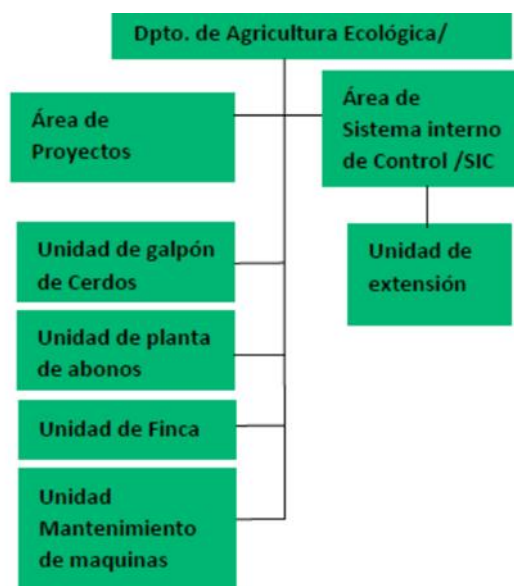 Dpto. de Agricultura Ecológica/
Área de
Proyectos
Área de
Sistema interno
de Control /SIC
Unidad de galpón
de Cerdos
Unidad de
extensión
Unidad de planta
de abonos
Unidad de Finca
Unidad
Mantenimiento
de maquinas